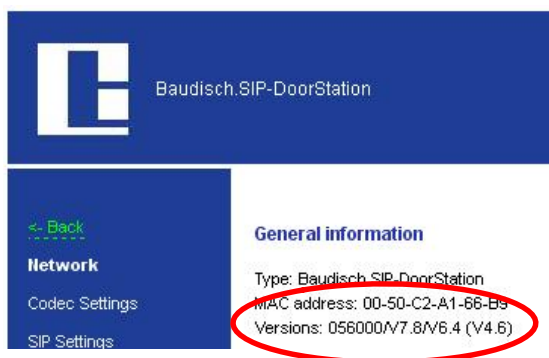 Baudisch.SIP-DoorStation
<- Back
Network
Codec Settings
SIP Settings
General information
Type: Baudisch.SIP-DoorStation
MAC address: 00-50-C2-A1-66-B9
Versions: 056000/V7.8/V6.4 (V4.6)